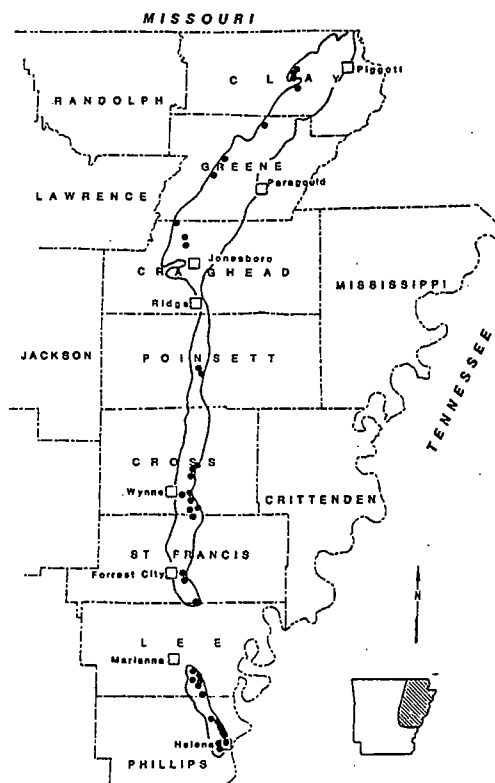 MISSOURI
CLAY
Piggott
RANDOLPH
GREENE
Paragould
LAWRENCE
Jonesboro
CRAIGHEAD
MISSISSIPPI
Ridge
JACKSON
POINSETT
TENNESSEE
CROSS
Wynne
CRITTENDEN
ST FRANCIS
Forrest City
N
LEE
Marianna
Helena
PHILLIPS